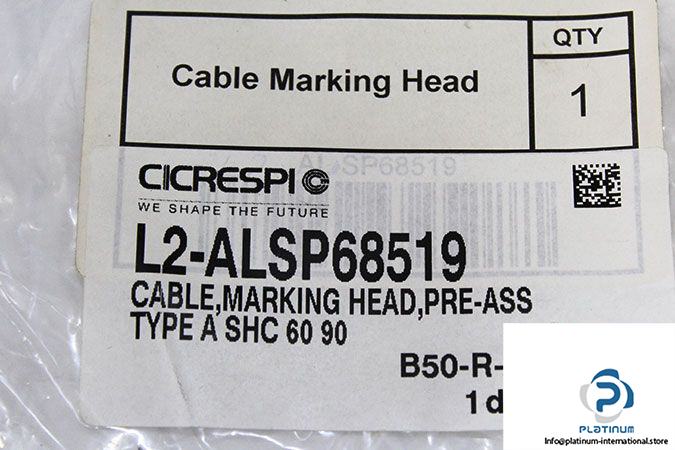 QTY
Cable Marking Head
1
AL-SP68519
CICRESPI
WE SHAPE THE FUTURE
L2-ALSP68519
CABLE,MARKING HEAD,PRE-ASS
TYPE A SHC 60 90
B50-R-
1 d
PLATINUM
Info@platinum-international.store